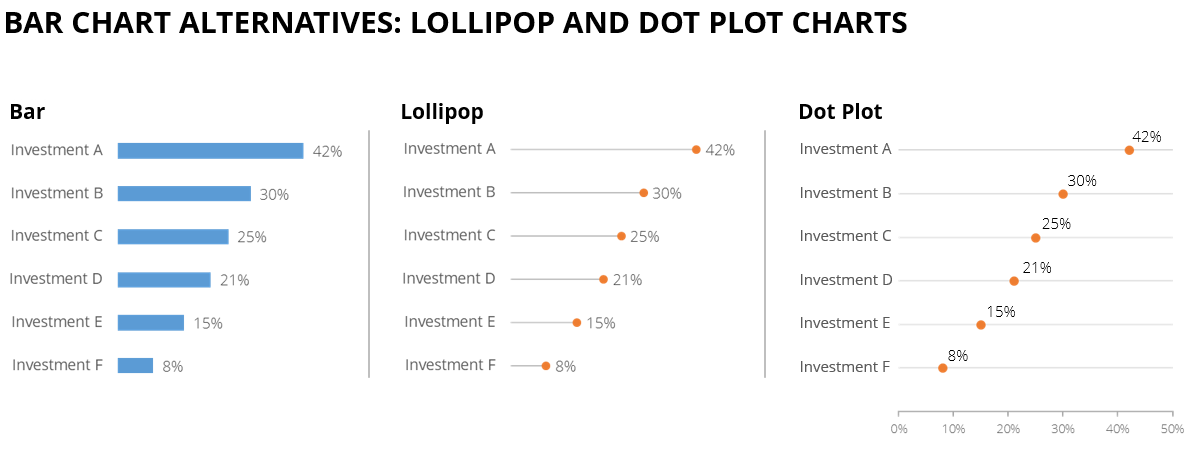 BAR CHART ALTERNATIVES: LOLLIPOP AND DOT PLOT CHARTS
Bar
Investment A 42%
Investment B 30%
Investment C 25%
Investment D 21%
Investment E 15%
Investment F 8%
Lollipop
Investment A 42%
Investment B 30%
Investment C 25%
Investment D 21%
Investment E 15%
Investment F 8%
Dot Plot
Investment A 42%
Investment B 30%
Investment C 25%
Investment D 21%
Investment E 15%
Investment F 8%
0% 10% 20% 30% 40% 50%